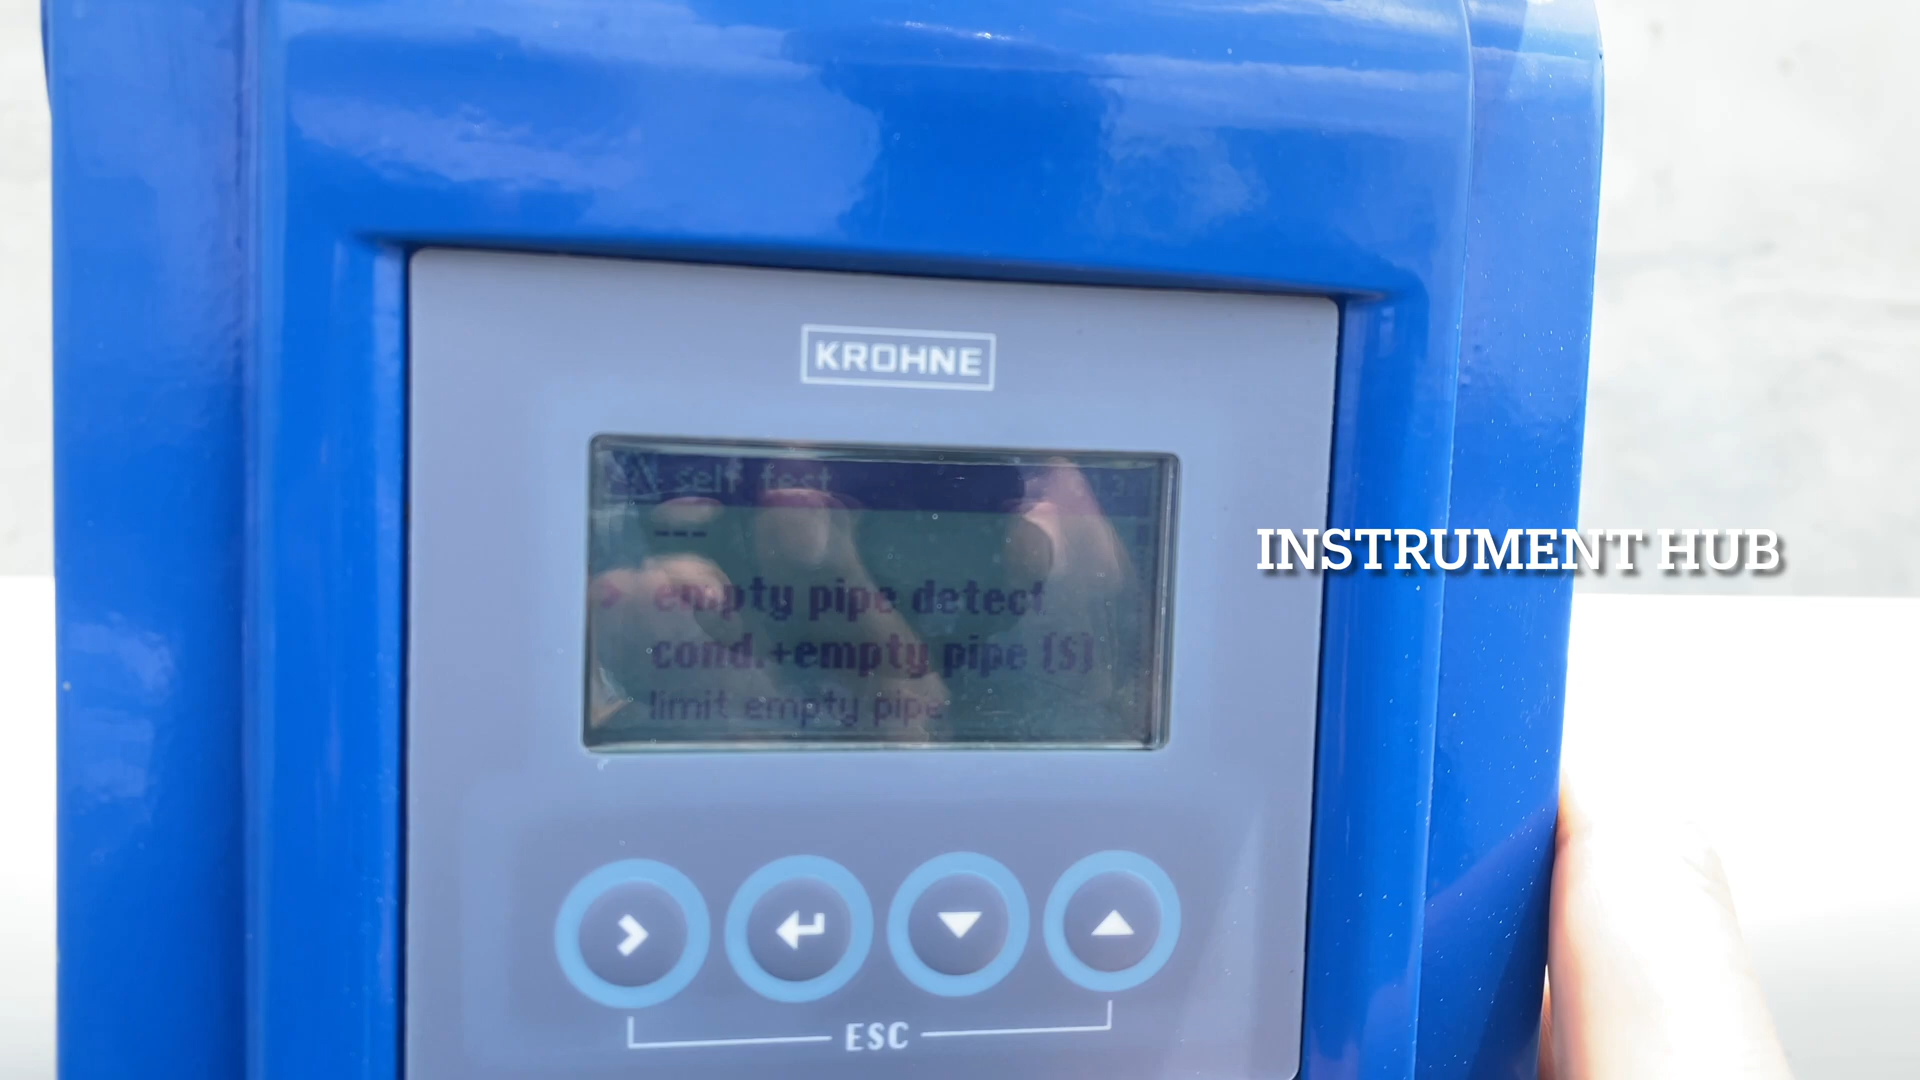 KROHNE
self test
---
empty pipe detect
cond.+empty pipe (S)
limit empty pipe
INSTRUMENT HUB
ESC